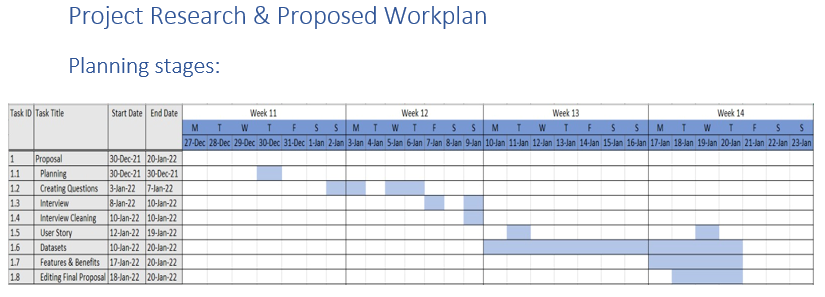 Project Research & Proposed Workplan
Planning stages:
Task ID Task Title Start Date End Date Week 11 Week 12 Week 13 Week 14
M T W T F S S M T W T F S S M T W T F S S M T W T F S S
27-Dec 28-Dec 29-Dec 30-Dec 31-Dec 1-Jan 2-Jan 3-Jan 4-Jan 5-Jan 6-Jan 7-Jan 8-Jan 9-Jan 10-Jan 11-Jan 12-Jan 13-Jan 14-Jan 15-Jan 16-Jan 17-Jan 18-Jan 19-Jan 20-Jan 21-Jan 22-Jan 23-Jan
1 Proposal 30-Dec-21 20-Jan-22
1.1 Planning 30-Dec-21 30-Dec-21
1.2 Creating Questions 3-Jan-22 7-Jan-22
1.3 Interview 8-Jan-22 10-Jan-22
1.4 Interview Cleaning 10-Jan-22 10-Jan-22
1.5 User Story 12-Jan-22 19-Jan-22
1.6 Datasets 10-Jan-22 20-Jan-22
1.7 Features & Benefits 17-Jan-22 20-Jan-22
1.8 Editing Final Proposal 18-Jan-22 20-Jan-22